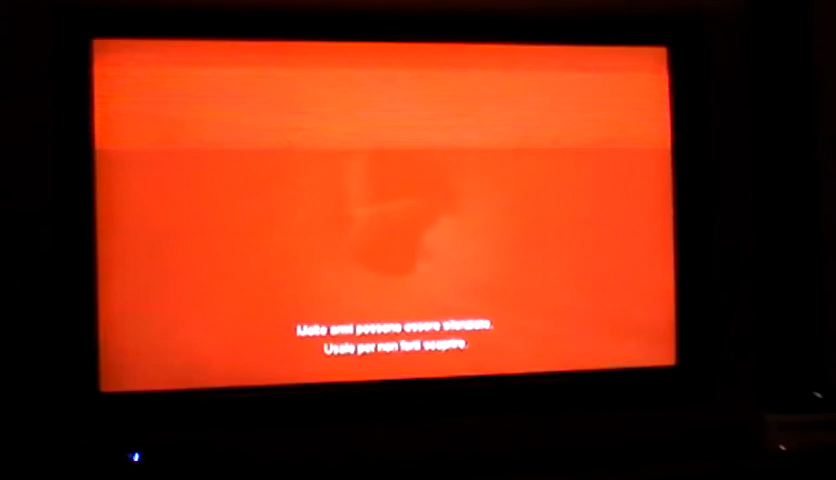 Molte armi possono essere silenziate.
Usale per non farti scoprire.